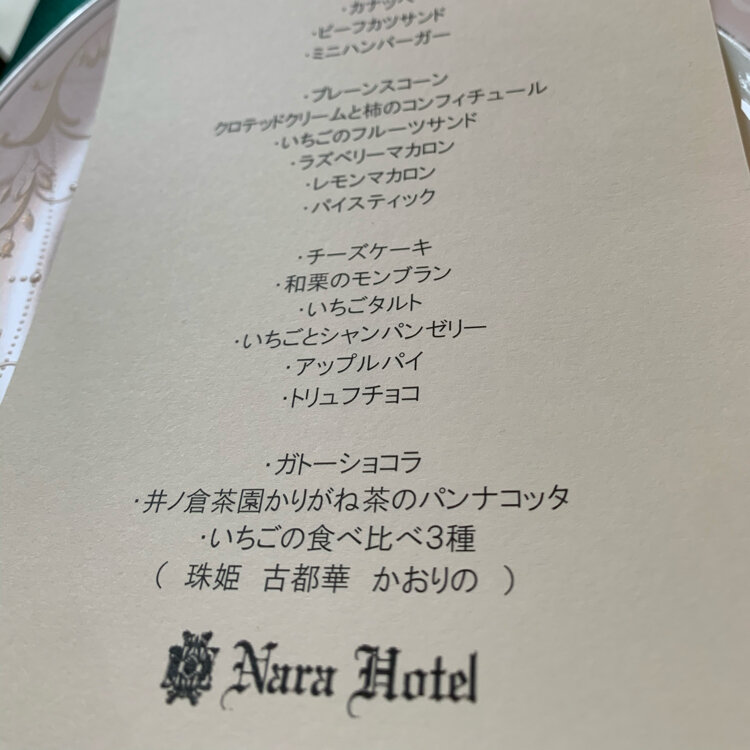 ・カナッペ
・ビーフカツサンド
・ミニハンバーガー
・プレーンスコーン
クロテッドクリームと柿のコンフィチュール
・いちごのフルーツサンド
・ラズベリーマカロン
・レモンマカロン
・パイスティック
・チーズケーキ
・和栗のモンブラン
・いちごタルト
・いちごとシャンパンゼリー
・アップルパイ
・トリュフチョコ
・ガトーショコラ
・井ノ倉茶園かりがね茶のパンナコッタ
・いちごの食べ比べ3種
( 珠姫 古都華 かおりの )
Nara Hotel